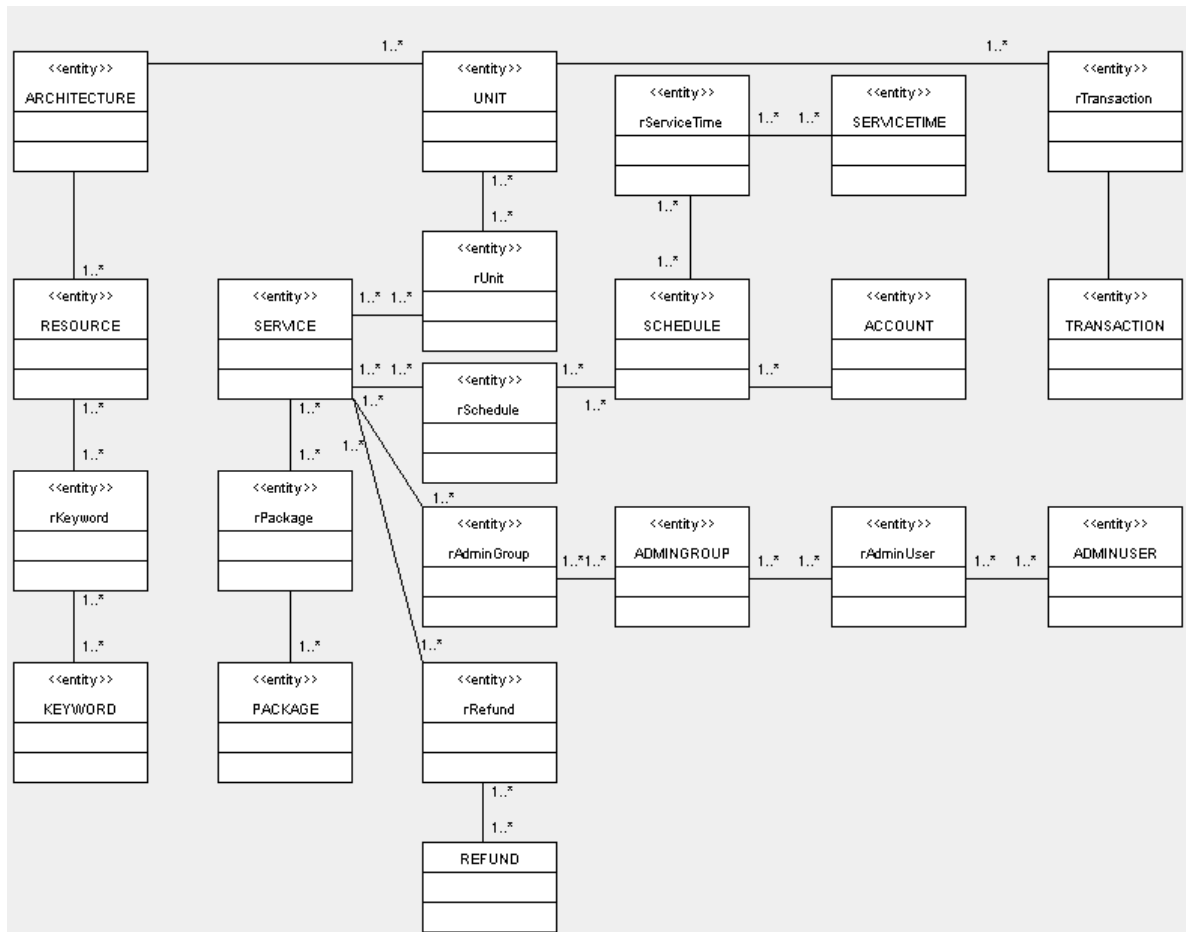 1..* 1..*
<<entity>>
ARCHITECTURE
<<entity>>
UNIT
<<entity>>
rTransaction
<<entity>>
rServiceTime
1..* 1..*
<<entity>>
SERVICETIME
1..*
1..*
1..*
1..*
<<entity>>
rUnit
1..*
<<entity>>
RESOURCE
<<entity>>
SERVICE
1..* 1..*
<<entity>>
SCHEDULE
<<entity>>
ACCOUNT
<<entity>>
TRANSACTION
1..* 1..*
<<entity>>
rSchedule
1..*
1..*
1..*
1..*
1..*
1..*
1..*
1..*
1..*
<<entity>>
rKeyword
<<entity>>
rPackage
1..*
<<entity>>
rAdminGroup
1..*1..*
<<entity>>
ADMINGROUP
1..* 1..*
<<entity>>
rAdminUser
1..* 1..*
<<entity>>
ADMINUSER
1..*
1..*
1..*
1..*
<<entity>>
KEYWORD
<<entity>>
PACKAGE
<<entity>>
rRefund
1..*
1..*
REFUND